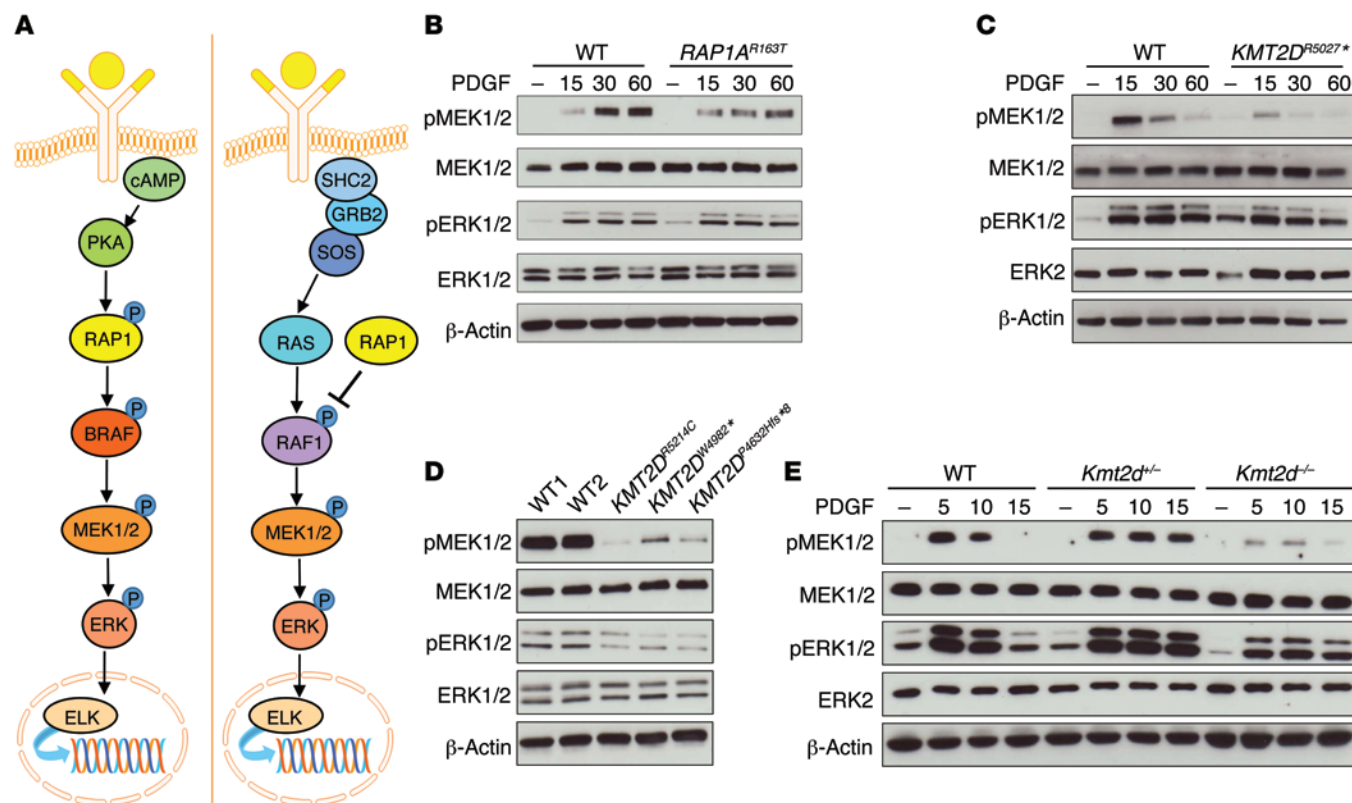 A
cAMP
PKA
P
RAP1
P
BRAF
P
MEK1/2
P
ERK
ELK
SHC2
GRB2
SOS
RAS
RAP1
P
RAF1
P
MEK1/2
P
ERK
ELK
B
WT RAP1A^R163T
PDGF – 15 30 60 – 15 30 60
pMEK1/2
MEK1/2
pERK1/2
ERK1/2
β-Actin
C
WT KMT2D^R5027*
PDGF – 15 30 60 – 15 30 60
pMEK1/2
MEK1/2
pERK1/2
ERK2
β-Actin
D
WT1 WT2 KMT2D^R5214C KMT2D^W4982* KMT2D^P4632Hfs*8
pMEK1/2
MEK1/2
pERK1/2
ERK1/2
β-Actin
E
WT Kmt2d+/– Kmt2d–/–
PDGF – 5 10 15 – 5 10 15 – 5 10 15
pMEK1/2
MEK1/2
pERK1/2
ERK2
β-Actin